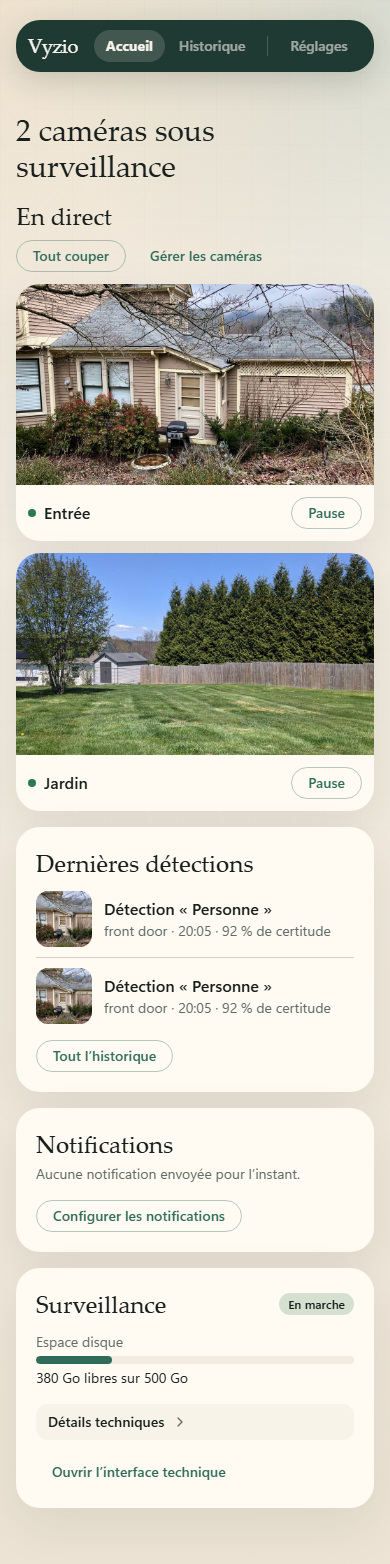 Vyzio
Accueil
Historique
Réglages
2 caméras sous
surveillance
En direct
Tout couper
Gérer les caméras
Entrée
Pause
Jardin
Pause
Dernières détections
Détection « Personne »
front door · 20:05 · 92 % de certitude
Détection « Personne »
front door · 20:05 · 92 % de certitude
Tout l’historique
Notifications
Aucune notification envoyée pour l’instant.
Configurer les notifications
Surveillance
En marche
Espace disque
380 Go libres sur 500 Go
Détails techniques
Ouvrir l’interface technique